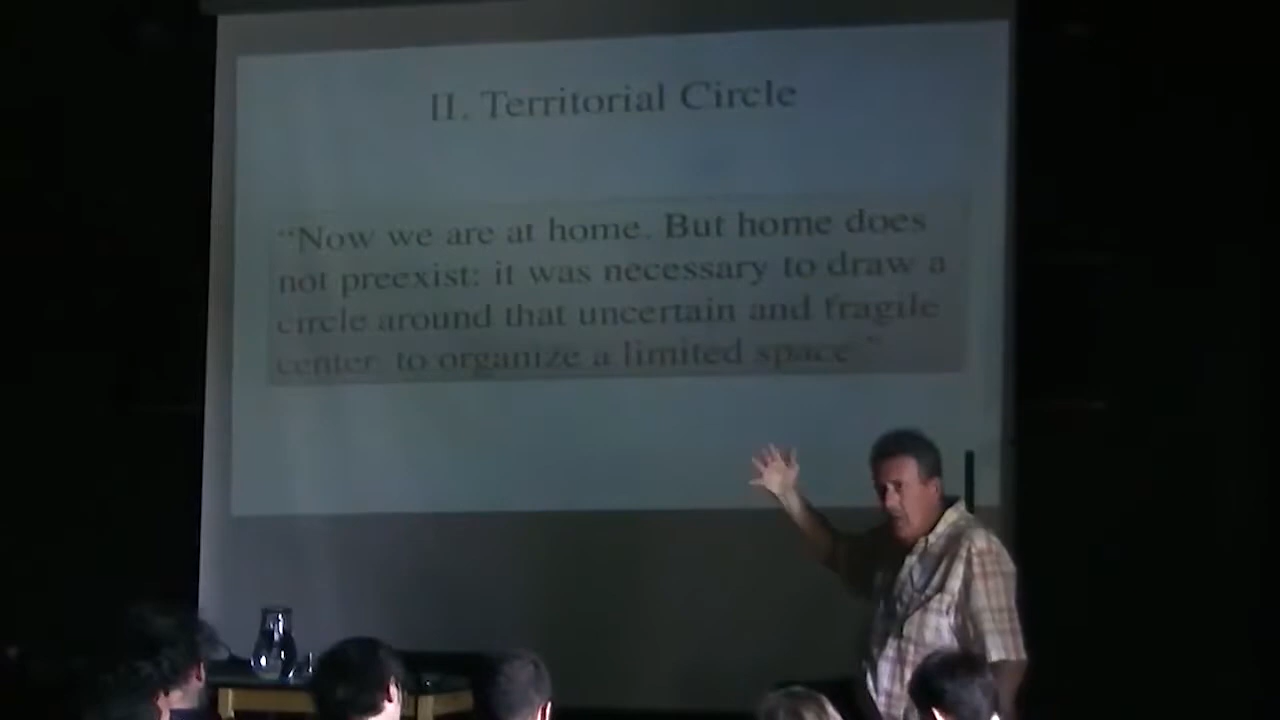 II. Territorial Circle
“Now we are at home. But home does
not preexist: it was necessary to draw a
circle around that uncertain and fragile
center, to organize a limited space.”